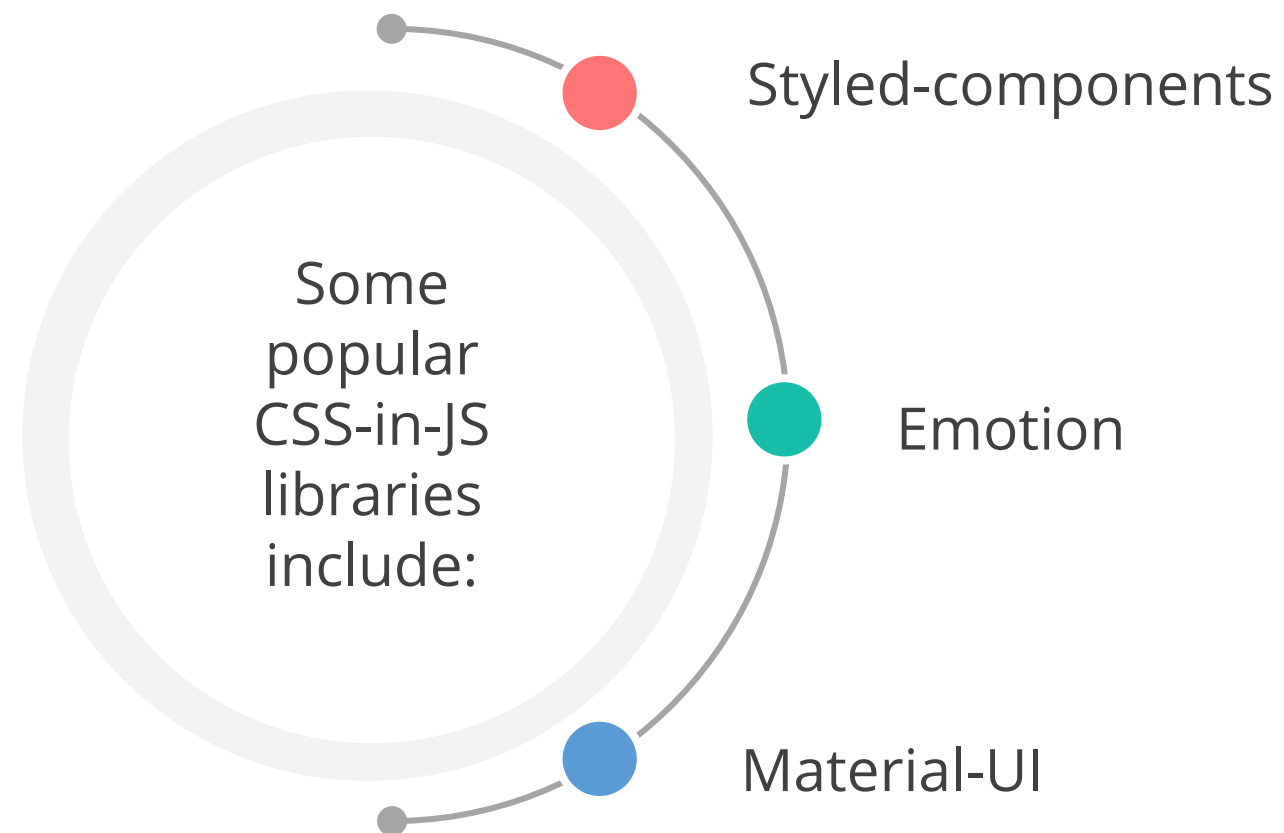 Some
popular
CSS-in-JS
libraries
include:
Styled-components
Emotion
Material-UI